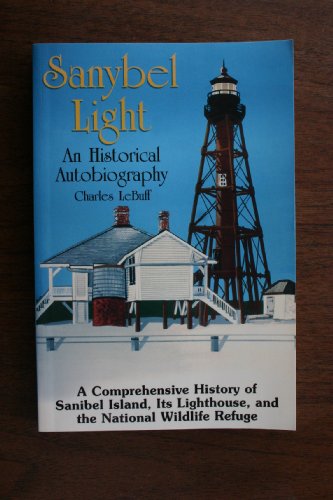 Sanybel
Light
An Historical
Autobiography
Charles LeBuff
A Comprehensive History of
Sanibel Island, Its Lighthouse, and
the National Wildlife Refuge